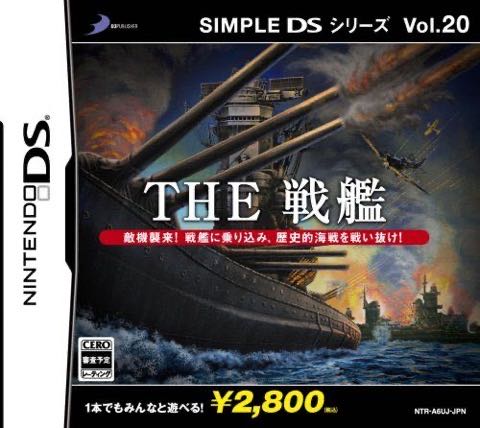 D3PUBLISHER
SIMPLE DS シリーズ Vol.20
NINTENDO DS
THE 戦艦
敵機襲来!戦艦に乗り込み、歴史的海戦を戦い抜け!
CERO
審査予定
レーティング
1本でもみんなと遊べる! ¥2,800(税込)
NTR-A6UJ-JPN